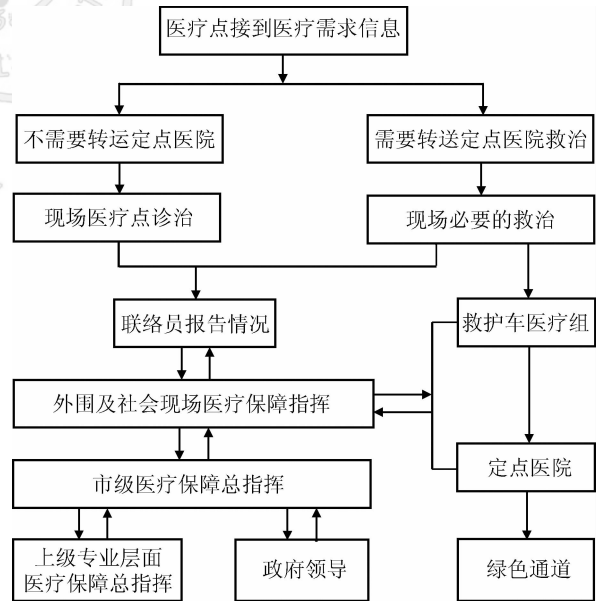 医疗点接到医疗需求信息
不需要转运定点医院
需要转送定点医院救治
现场医疗点诊治
现场必要的救治
联络员报告情况
救护车医疗组
外围及社会现场医疗保障指挥
市级医疗保障总指挥
定点医院
上级专业层面
医疗保障总指挥
政府领导
绿色通道